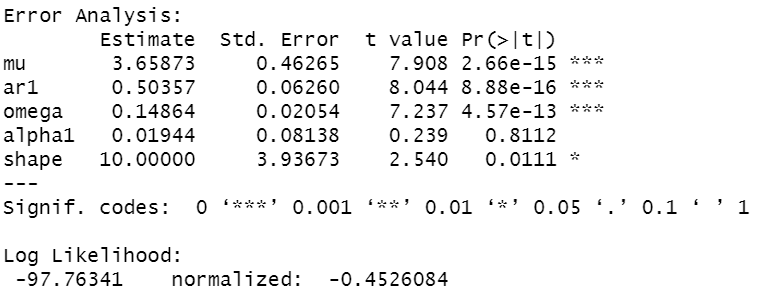 Error Analysis:
        Estimate  Std. Error  t value Pr(>|t|)
mu       3.65873     0.46265    7.908 2.66e-15 ***
ar1      0.50357     0.06260    8.044 8.88e-16 ***
omega    0.14864     0.02054    7.237 4.57e-13 ***
alpha1   0.01944     0.08138    0.239   0.8112
shape   10.00000     3.93673    2.540   0.0111 *
---
Signif. codes:  0 ‘***’ 0.001 ‘**’ 0.01 ‘*’ 0.05 ‘.’ 0.1 ‘ ’ 1

Log Likelihood:
 -97.76341    normalized:  -0.4526084